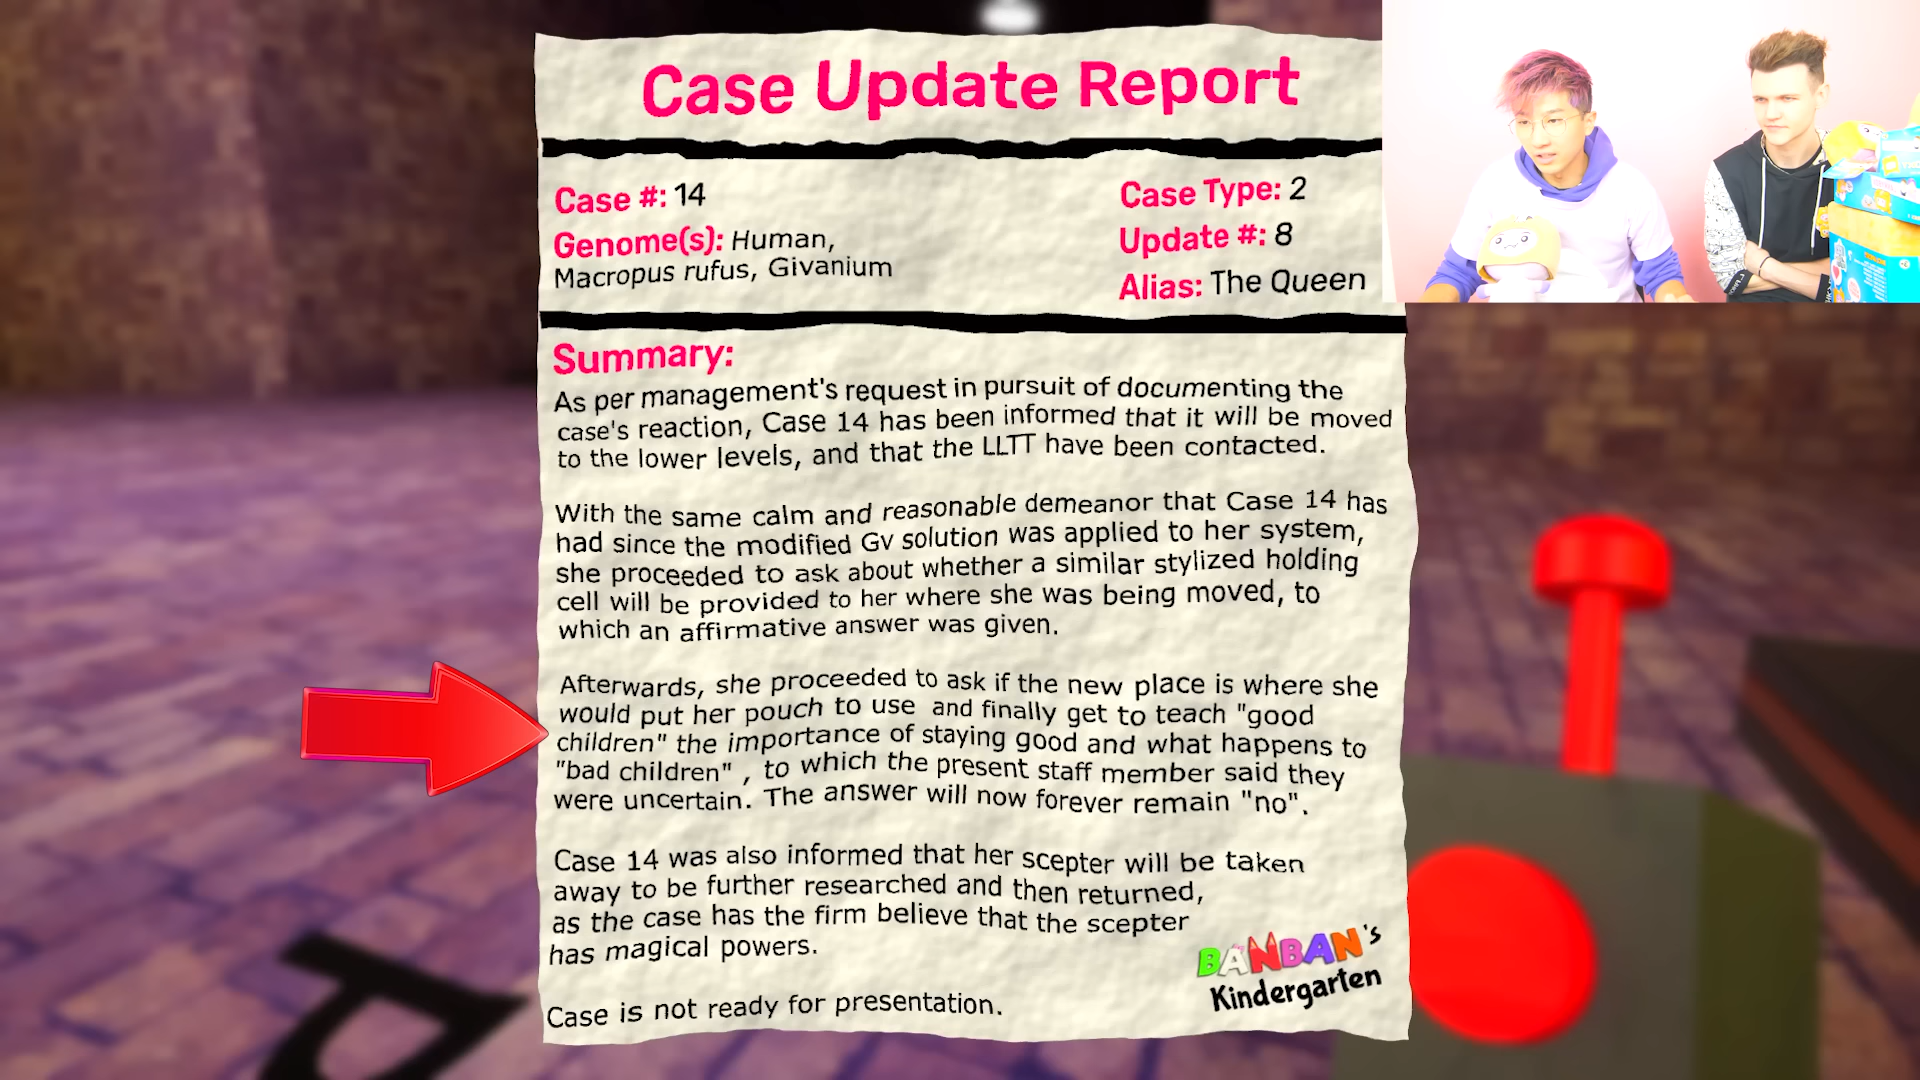 Case Update Report
Case #: 14
Genome(s): Human,
Macropus rufus, Givanium
Case Type: 2
Update #: 8
Alias: The Queen
Summary:
As per management's request in pursuit of documenting the
case's reaction, Case 14 has been informed that it will be moved
to the lower levels, and that the LLTT have been contacted.
With the same calm and reasonable demeanor that Case 14 has
had since the modified Gv solution was applied to her system,
she proceeded to ask about whether a similar stylized holding
cell will be provided to her where she was being moved, to
which an affirmative answer was given.
Afterwards, she proceeded to ask if the new place is where she
would put her pouch to use and finally get to teach "good
children" the importance of staying good and what happens to
"bad children" , to which the present staff member said they
were uncertain. The answer will now forever remain "no".
Case 14 was also informed that her scepter will be taken
away to be further researched and then returned,
as the case has the firm believe that the scepter
has magical powers.
Case is not ready for presentation.
BANBAN's
Kindergarten